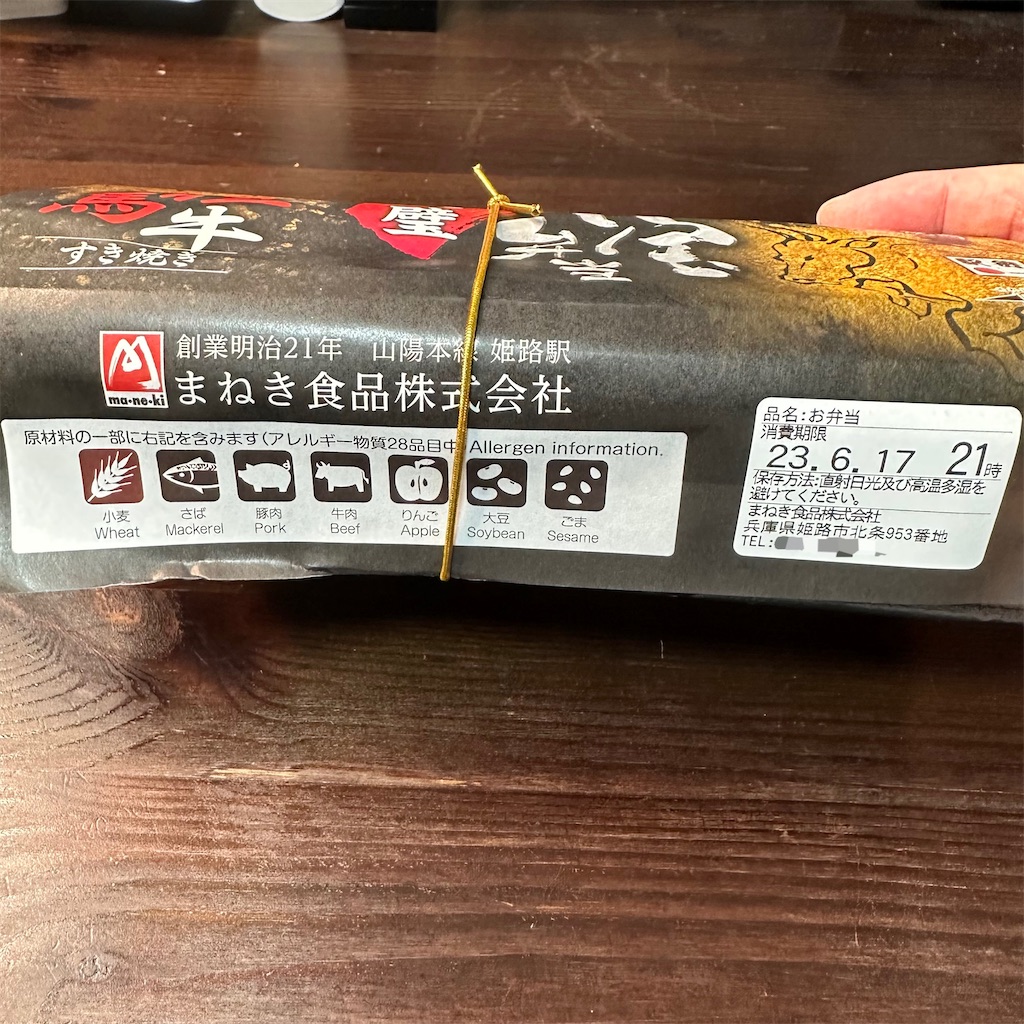 牛
すき焼き
璧
弁当
創業明治21年 山陽本線 姫路駅
まねき食品株式会社
ma·ne·ki
原材料の一部に右記を含みます(アレルギー物質28品目中) Allergen information.
小麦 さば 豚肉 牛肉 りんご 大豆 ごま
Wheat Mackerel Pork Beef Apple Soybean Sesame
品名:お弁当
消費期限
23.6.17 21時
保存方法:直射日光及び高温多湿を
避けてください。
まねき食品株式会社
兵庫県姫路市北条953番地
TEL: